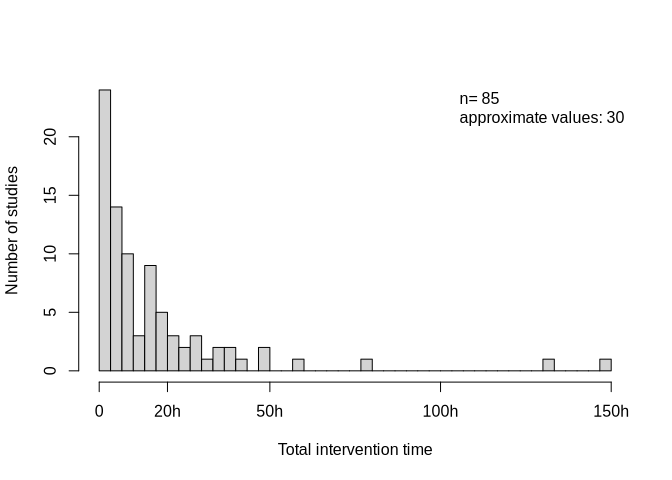 n= 85
approximate values: 30
Number of studies
20
15
10
5
0
0 20h 50h 100h 150h
Total intervention time